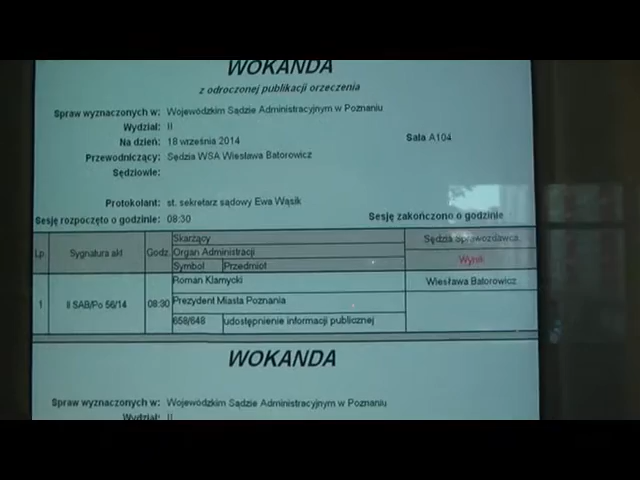 WOKANDA
z odroczonej publikacji orzeczenia
Spraw wyznaczonych w: Wojewódzkim Sądzie Administracyjnym w Poznaniu
Wydział: II
Na dzień: 18 września 2014 Sala A104
Przewodniczący: Sędzia WSA Wiesława Batorowicz
Sędziowie:
Protokolant: st. sekretarz sądowy Ewa Wąsik
Sesję rozpoczęto o godzinie: 08:30 Sesję zakończono o godzinie
Skarżący Sędzia Sprawozdawca
Lp. Sygnatura akt Godz. Organ Administracji Wynik
Symbol Przedmiot
Roman Klamycki Wiesława Batorowicz
1 II SAB/Po 56/14 08:30 Prezydent Miasta Poznania
658/648 udostępnienie informacji publicznej
WOKANDA
Spraw wyznaczonych w: Wojewódzkim Sądzie Administracyjnym w Poznaniu
Wydział: II